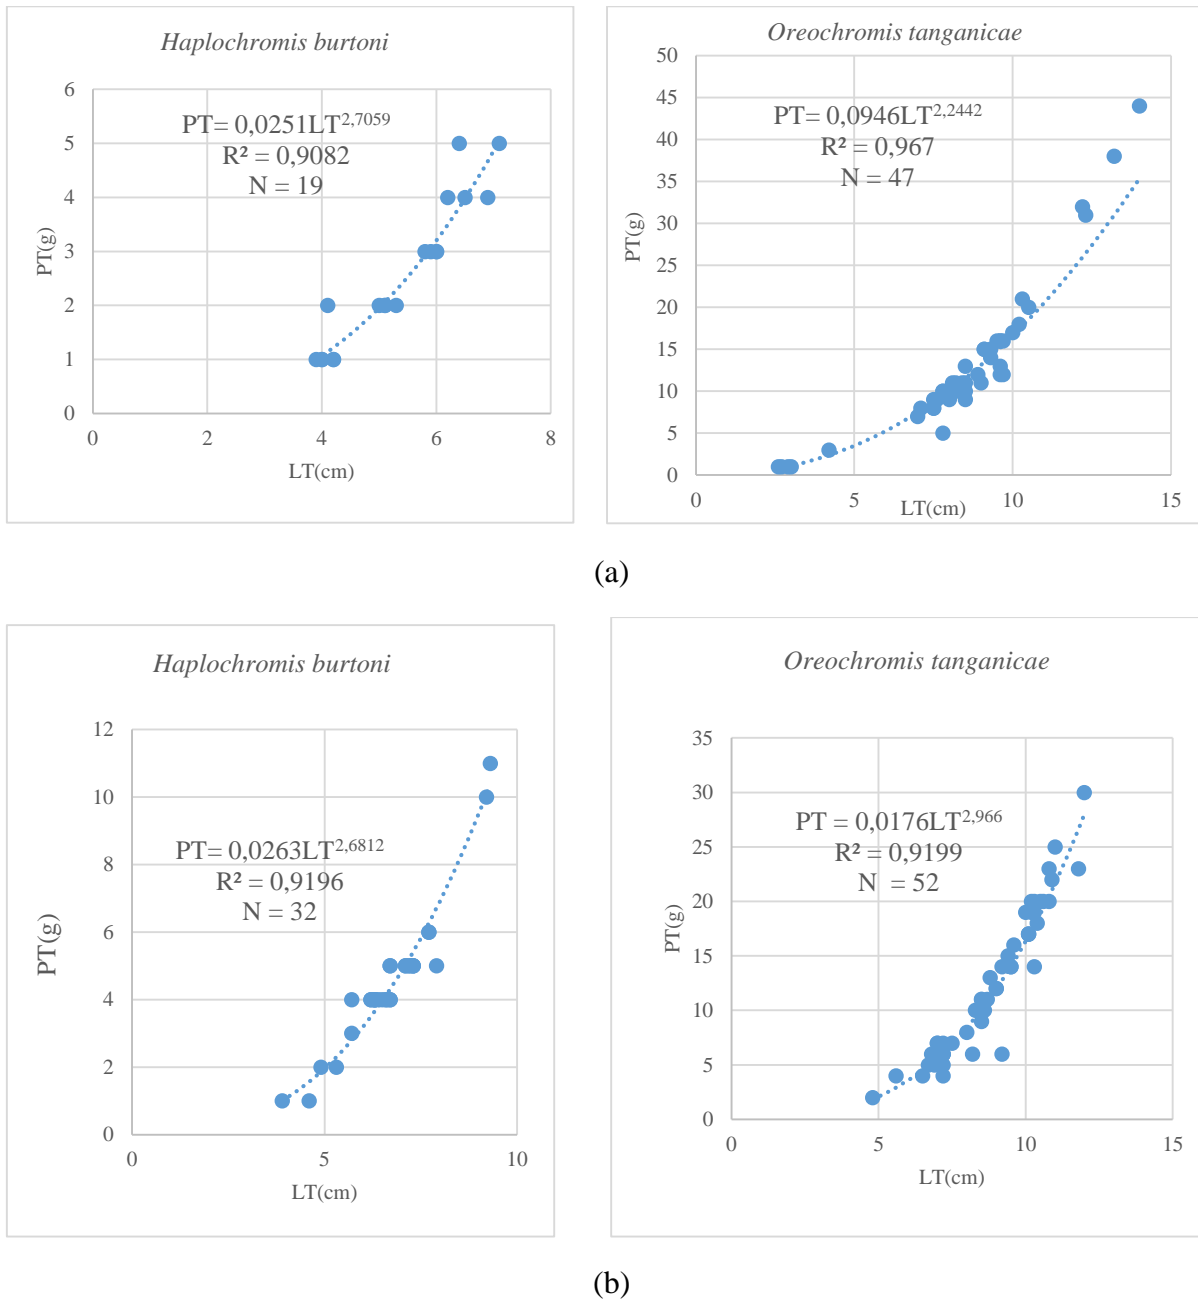 Haplochromis burtoni
PT= 0,0251LT2,7059
R² = 0,9082
N = 19
PT(g)
6
5
4
3
2
1
0
0 2 4 6 8
LT(cm)
Oreochromis tanganicae
PT= 0,0946LT2,2442
R² = 0,967
N = 47
PT(g)
50
45
40
35
30
25
20
15
10
5
0
0 5 10 15
LT(cm)
(a)
Haplochromis burtoni
PT= 0,0263LT2,6812
R² = 0,9196
N = 32
PT(g)
12
10
8
6
4
2
0
0 5 10
LT(cm)
Oreochromis tanganicae
PT = 0,0176LT2,966
R² = 0,9199
N = 52
PT(g)
35
30
25
20
15
10
5
0
0 5 10 15
LT(cm)
(b)